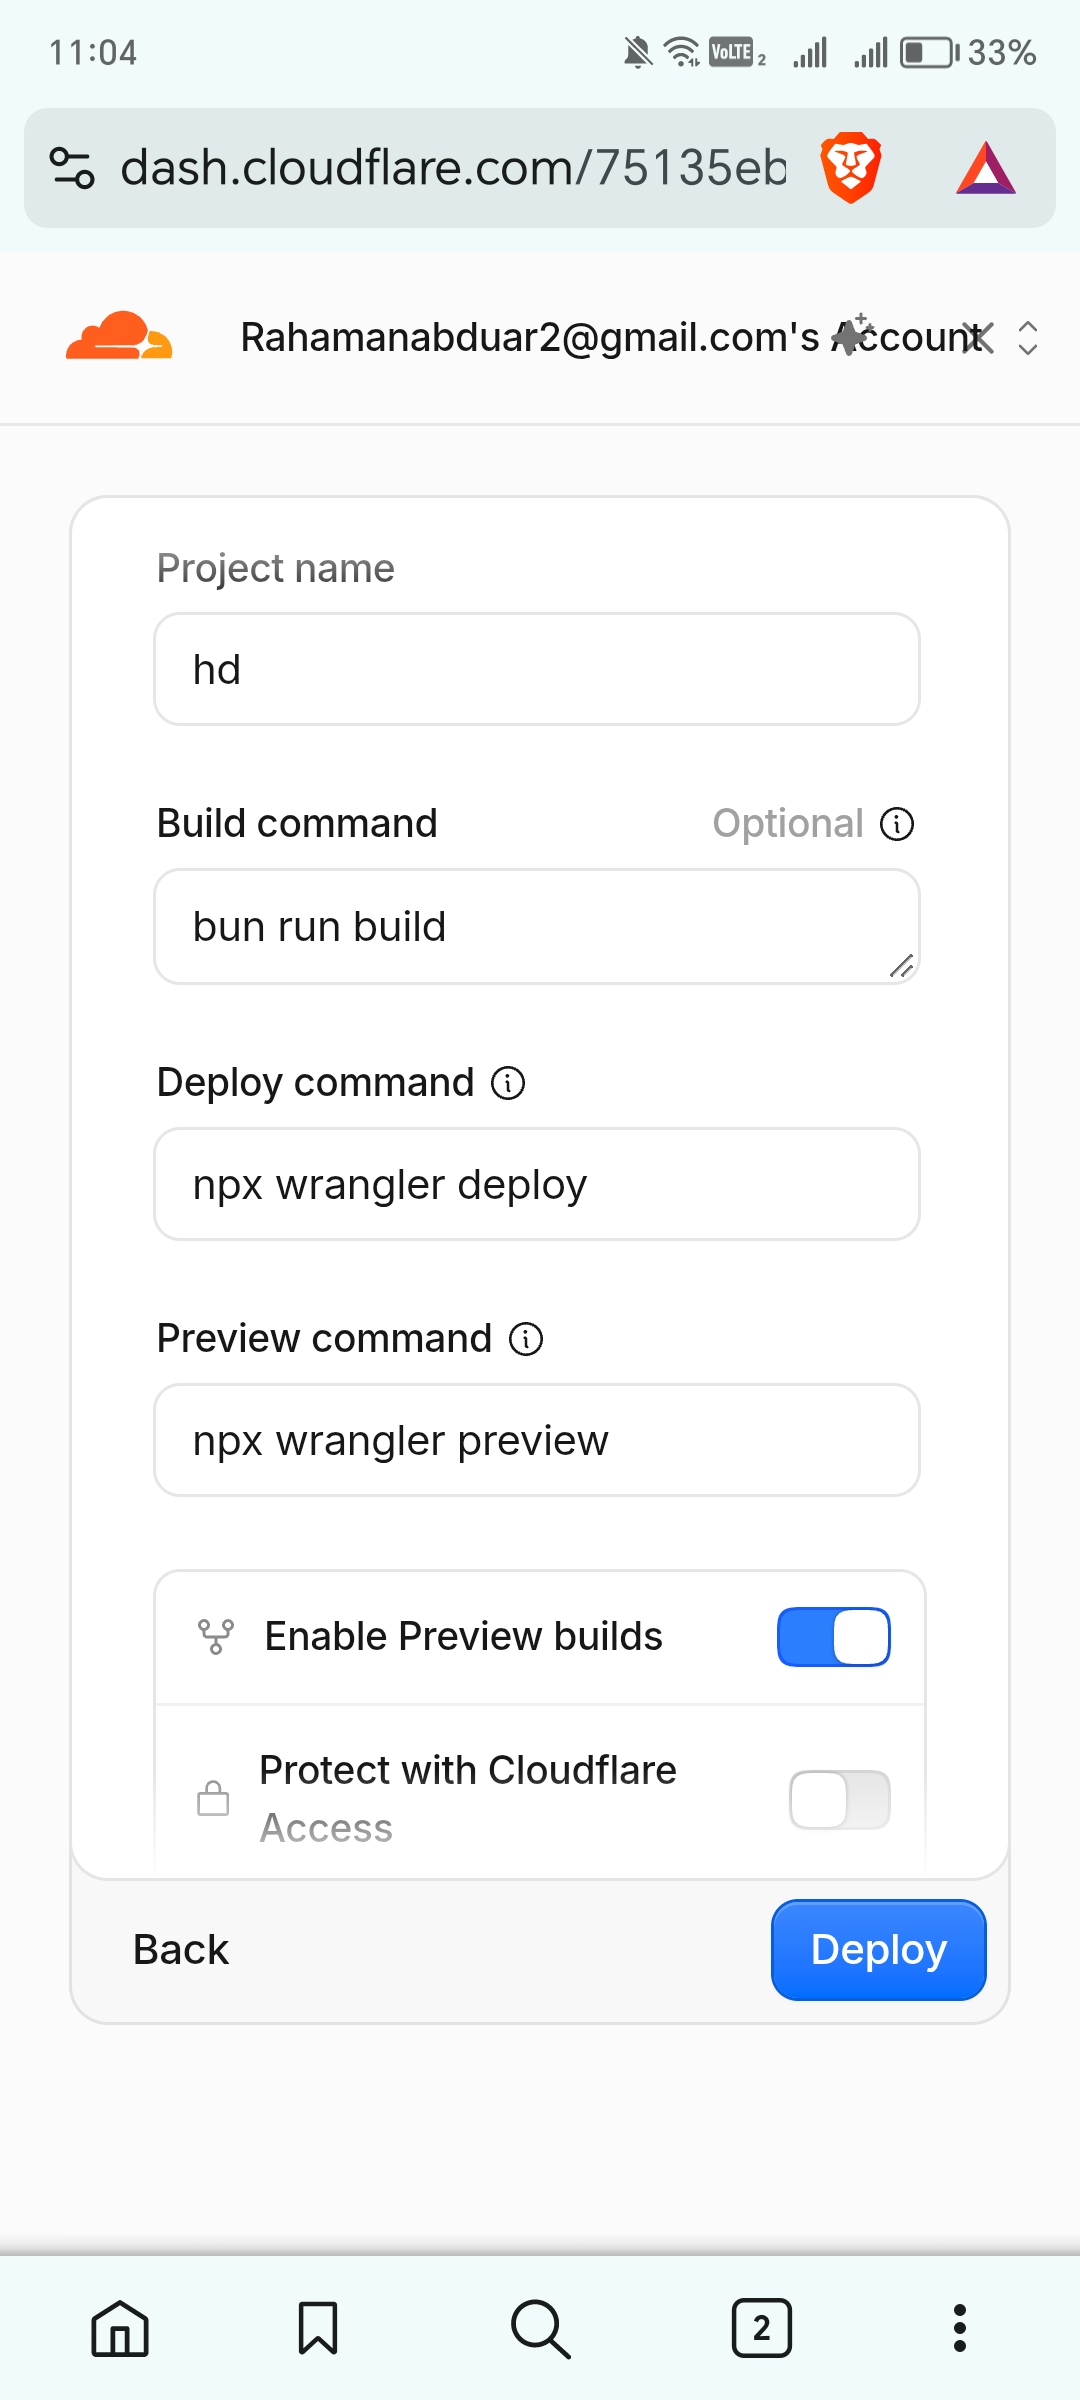 11:04
VoLTE 2
33%
dash.cloudflare.com/75135eb
Rahamanabduar2@gmail.com's Account
Project name
hd
Build command
Optional
bun run build
Deploy command
npx wrangler deploy
Preview command
npx wrangler preview
Enable Preview builds
Protect with Cloudflare
Access
Back
Deploy
2